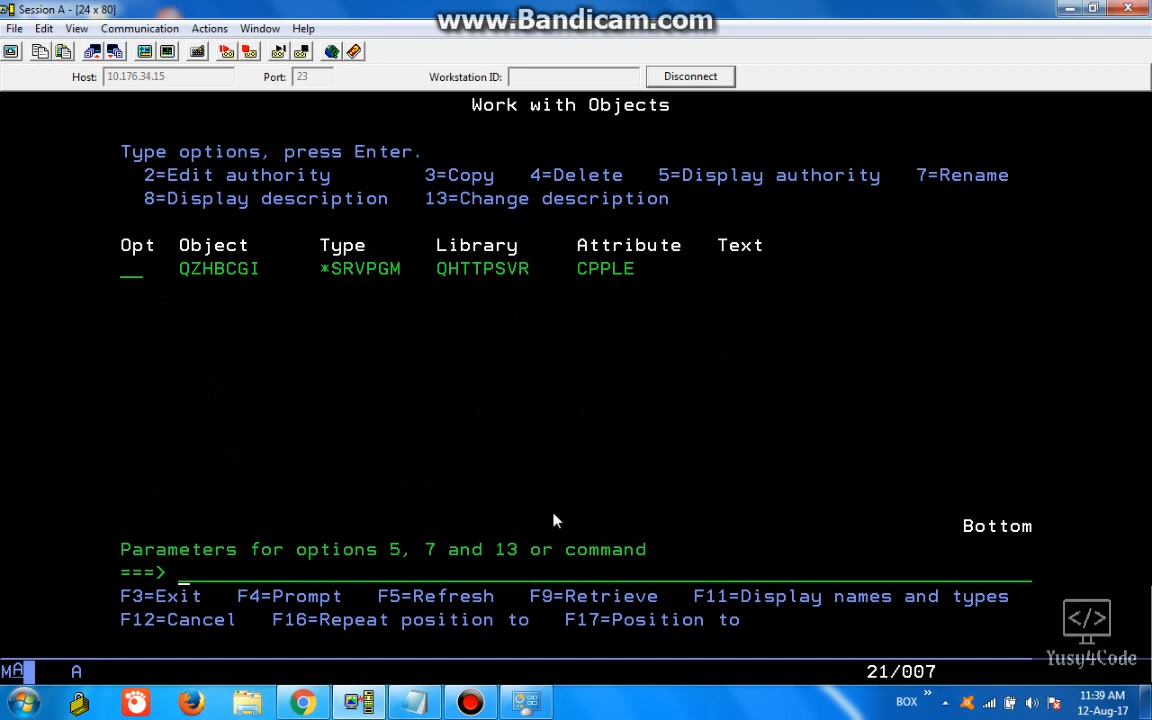 Session A - [24 x 80]
www.Bandicam.com
File Edit View Communication Actions Window Help
Host: 10.176.34.15 Port: 23 Workstation ID: Disconnect
Work with Objects
Type options, press Enter.
2=Edit authority 3=Copy 4=Delete 5=Display authority 7=Rename
8=Display description 13=Change description
Opt Object Type Library Attribute Text
QZHBCGI *SRVPGM QHTTPSVR CPPLE
Bottom
Parameters for options 5, 7 and 13 or command
===>
F3=Exit F4=Prompt F5=Refresh F9=Retrieve F11=Display names and types
F12=Cancel F16=Repeat position to F17=Position to
</>
Yusy4Code
MA A 21/007
BOX » 11:39 AM
12-Aug-17